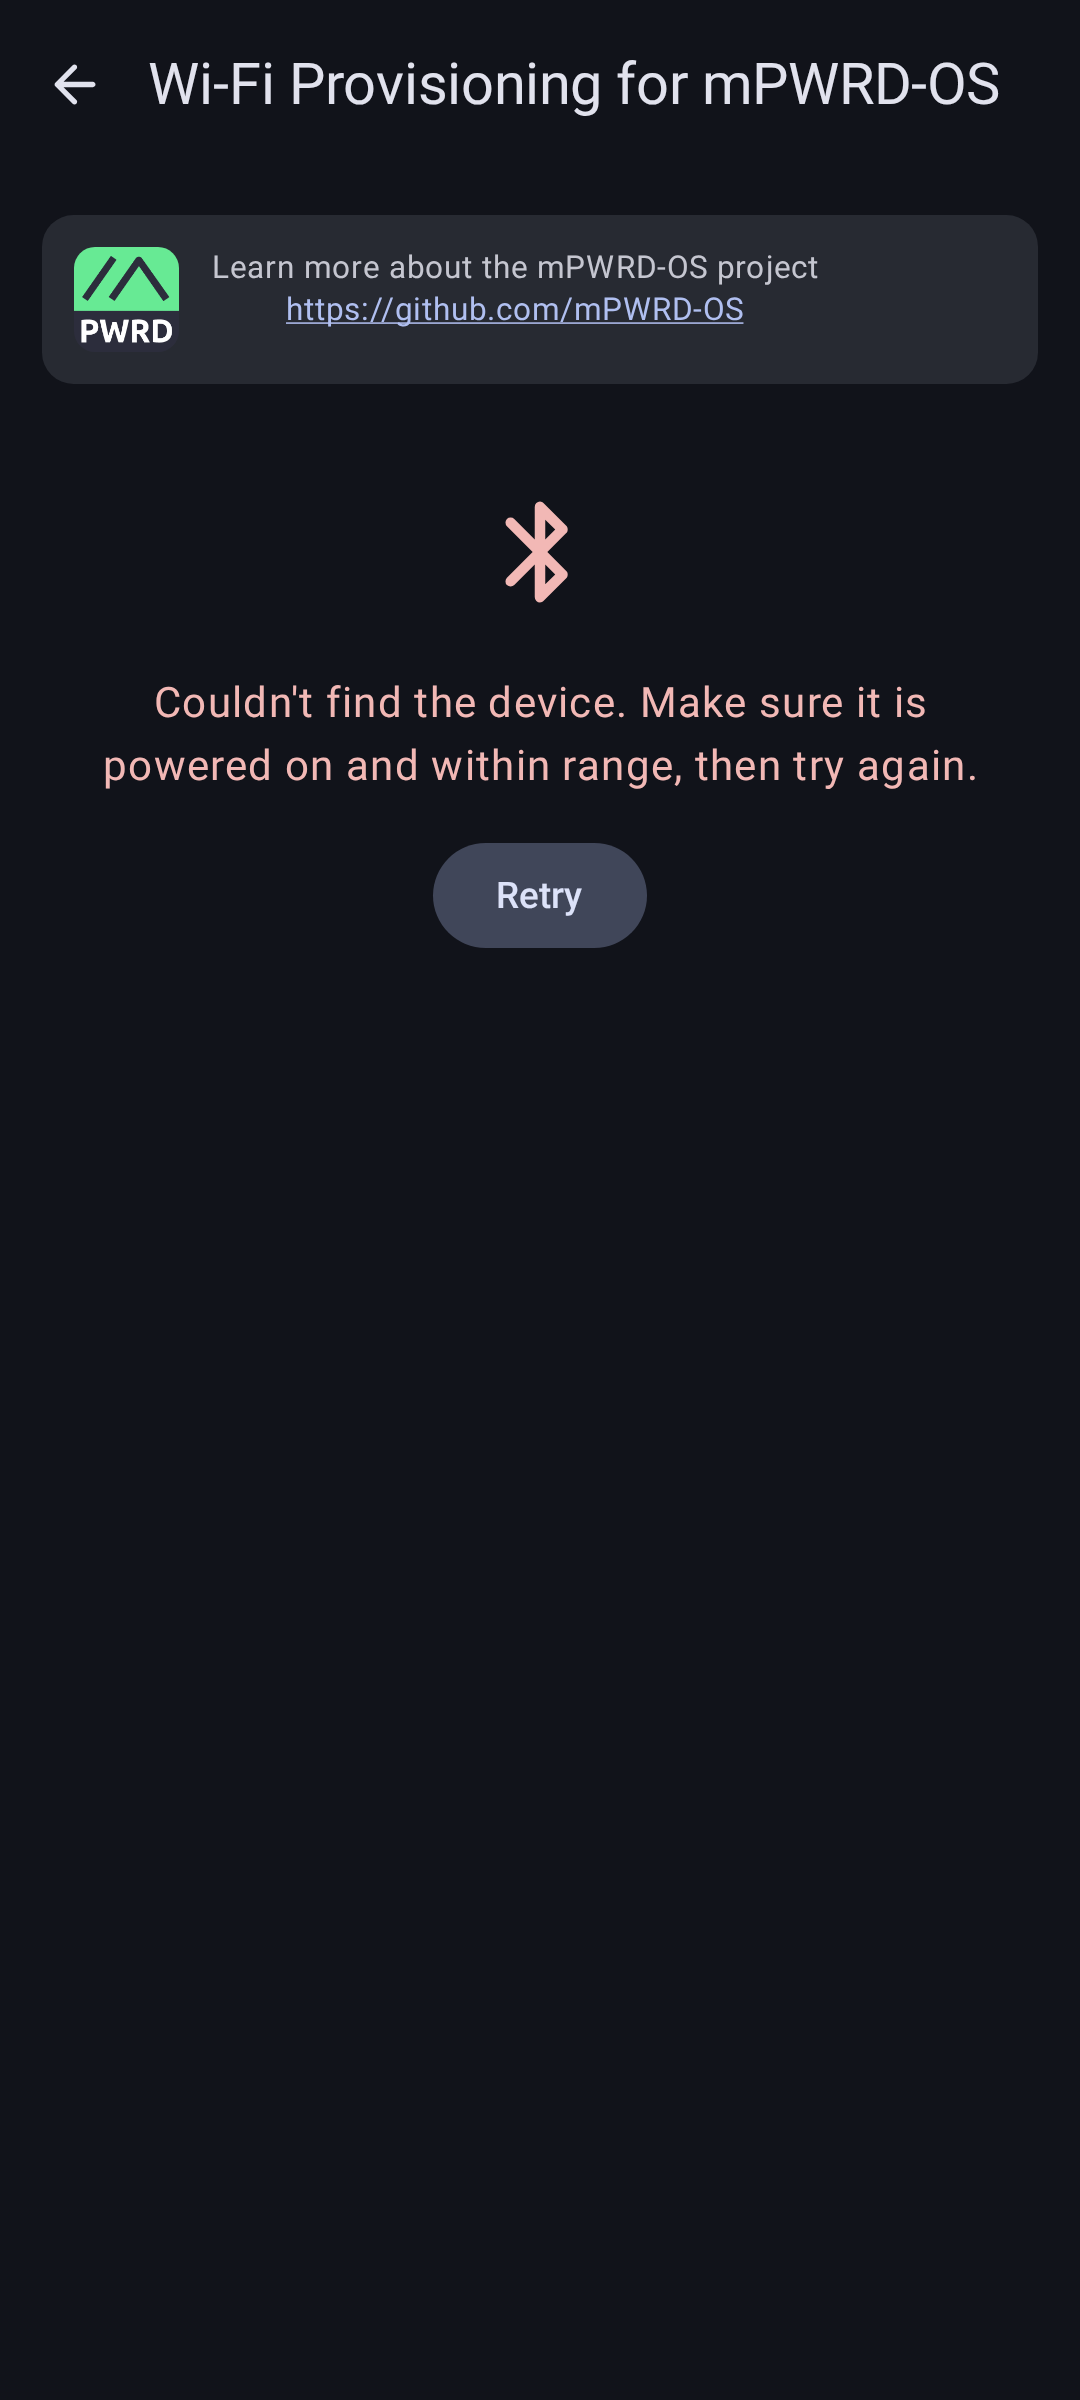 Wi-Fi Provisioning for mPWRD-OS
Learn more about the mPWRD-OS project
https://github.com/mPWRD-OS
PWRD
Couldn't find the device. Make sure it is
powered on and within range, then try again.
Retry